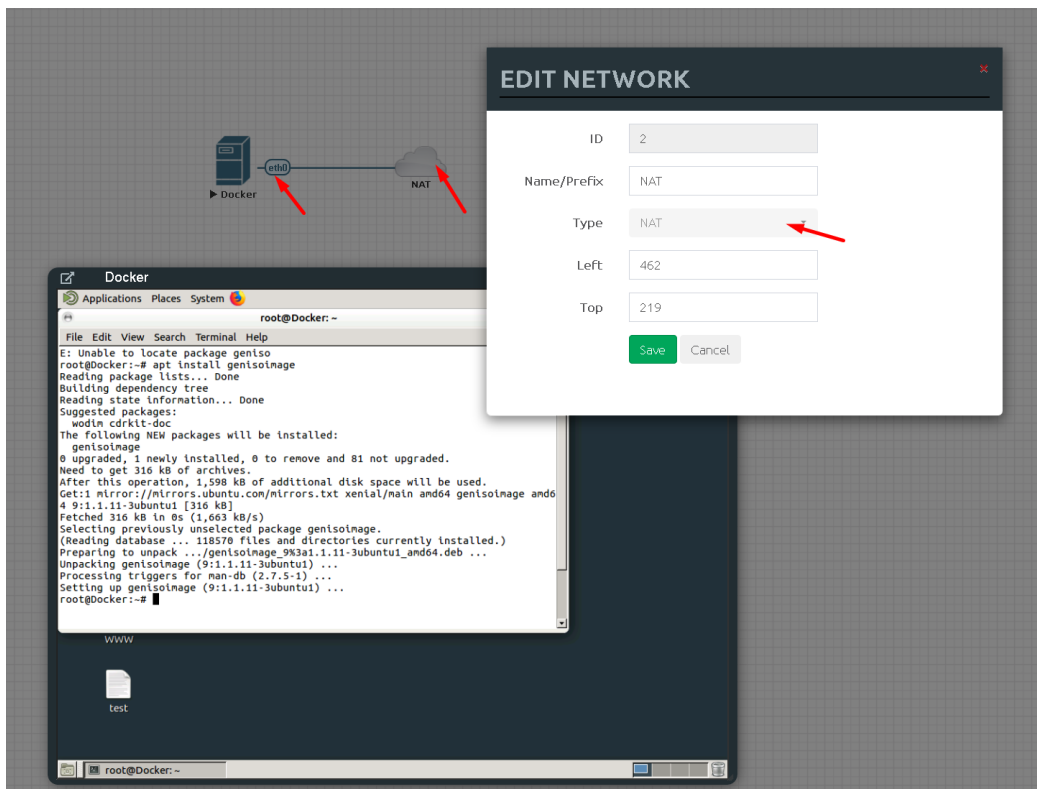 eth0
Docker
NAT
EDIT NETWORK
ID
2
Name/Prefix
NAT
Type
NAT
Left
462
Top
219
Save
Cancel
Docker
Applications Places System
root@Docker: ~
File Edit View Search Terminal Help
E: Unable to locate package geniso
root@Docker:~# apt install genisoimage
Reading package lists... Done
Building dependency tree
Reading state information... Done
Suggested packages:
wodim cdrkit-doc
The following NEW packages will be installed:
genisoimage
0 upgraded, 1 newly installed, 0 to remove and 81 not upgraded.
Need to get 316 kB of archives.
After this operation, 1,598 kB of additional disk space will be used.
Get:1 mirror://mirrors.ubuntu.com/mirrors.txt xenial/main amd64 genisoimage amd6
4 9:1.1.11-3ubuntu1 [316 kB]
Fetched 316 kB in 0s (1,663 kB/s)
Selecting previously unselected package genisoimage.
(Reading database ... 118570 files and directories currently installed.)
Preparing to unpack .../genisoimage_9%3a1.1.11-3ubuntu1_amd64.deb ...
Unpacking genisoimage (9:1.1.11-3ubuntu1) ...
Processing triggers for man-db (2.7.5-1) ...
Setting up genisoimage (9:1.1.11-3ubuntu1) ...
root@Docker:~#
www
test
root@Docker: ~